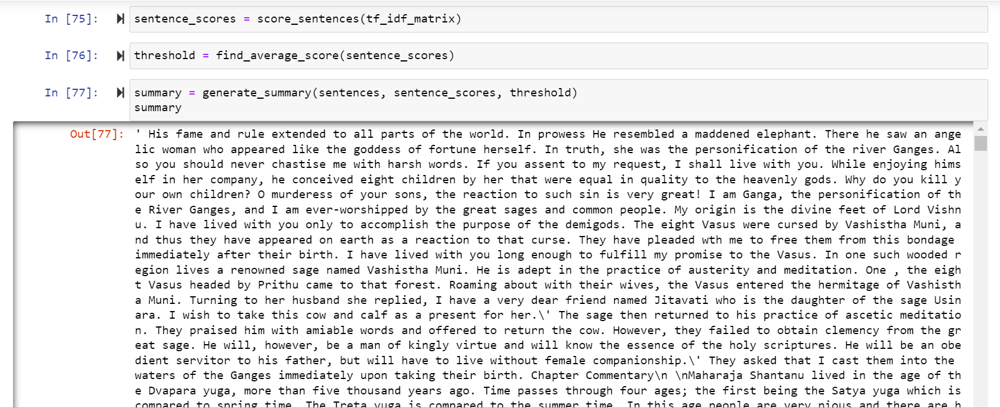 In [75]: sentence_scores = score_sentences(tf_idf_matrix)
In [76]: threshold = find_average_score(sentence_scores)
In [77]: summary = generate_summary(sentences, sentence_scores, threshold)
summary
Out[77]: ' His fame and rule extended to all parts of the world. In prowess He resembled a maddened elephant. There he saw an ange
lic woman who appeared like the goddess of fortune herself. In truth, she was the personification of the river Ganges. Al
so you should never chastise me with harsh words. If you assent to my request, I shall live with you. While enjoying hims
elf in her company, he conceived eight children by her that were equal in quality to the heavenly gods. Why do you kill y
our own children? O murderess of your sons, the reaction to such sin is very great! I am Ganga, the personification of th
e River Ganges, and I am ever-worshipped by the great sages and common people. My origin is the divine feet of Lord Vishn
u. I have lived with you only to accomplish the purpose of the demigods. The eight Vasus were cursed by Vashistha Muni, a
nd thus they have appeared on earth as a reaction to that curse. They have pleaded wth me to free them from this bondage
immediately after their birth. I have lived with you long enough to fulfill my promise to the Vasus. In one such wooded r
egion lives a renowned sage named Vashistha Muni. He is adept in the practice of austerity and meditation. One , the eigh
t Vasus headed by Prithu came to that forest. Roaming about with their wives, the Vasus entered the hermitage of Vashisth
a Muni. Turning to her husband she replied, I have a very dear friend named Jitavati who is the daughter of the sage Usin
ara. I wish to take this cow and calf as a present for her.\' The sage then returned to his practice of ascetic meditatio
n. They praised him with amiable words and offered to return the cow. However, they failed to obtain clemency from the gr
eat sage. He will, however, be a man of kingly virtue and will know the essence of the holy scriptures. He will be an obe
dient servitor to his father, but will have to live without female companionship.\' They asked that I cast them into the
waters of the Ganges immediately upon taking their birth. Chapter Commentary\n \nMaharaja Shantanu lived in the age of th
e Dvapara yuga, more than five thousand years ago. Time passes through four ages; the first being the Satya yuga which is
compared to spring time. The Treta yuga is compared to the summer time. In this age people are very pious and there are h